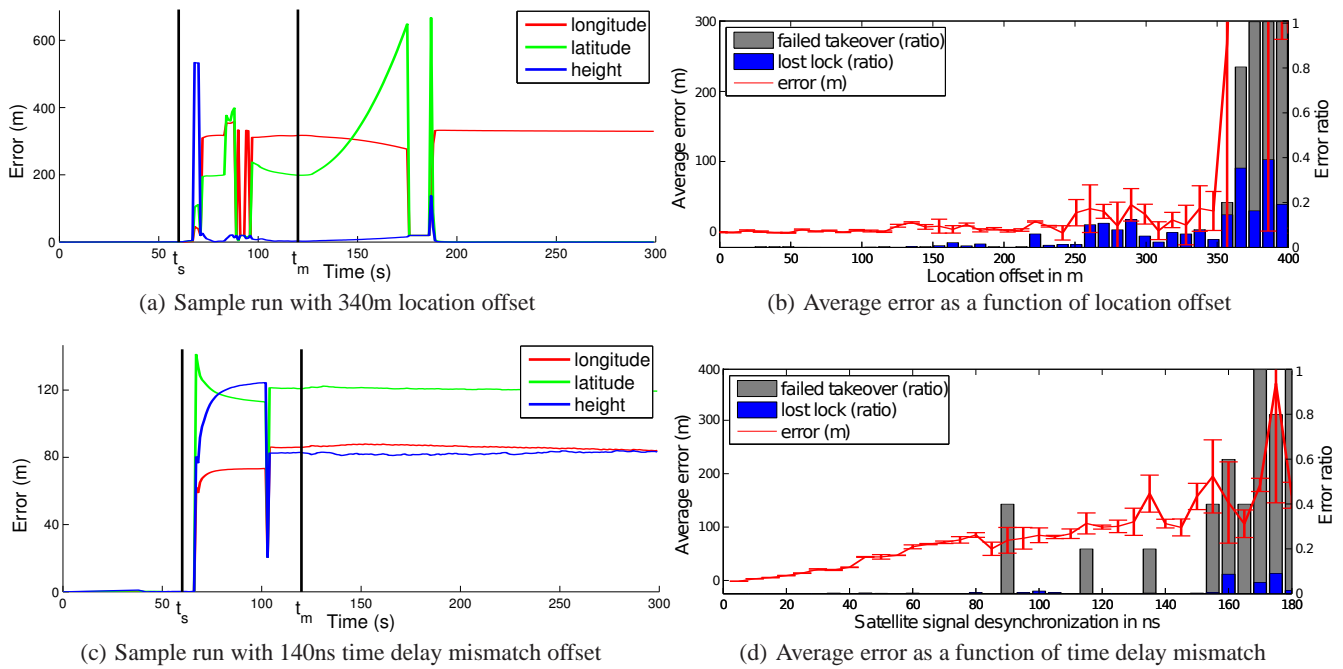 longitude
latitude
height
Error (m)
600
400
200
0
0
50
100
150
200
250
300
t_s
t_m
Time (s)
(a) Sample run with 340m location offset
failed takeover (ratio)
lost lock (ratio)
error (m)
Average error (m)
300
200
100
0
Error ratio
1
0.8
0.6
0.4
0.2
0
0
50
100
150
200
250
300
350
400
Location offset in m
(b) Average error as a function of location offset
longitude
latitude
height
Error (m)
120
80
40
0
0
50
100
150
200
250
300
t_s
t_m
Time (s)
(c) Sample run with 140ns time delay mismatch offset
failed takeover (ratio)
lost lock (ratio)
error (m)
Average error (m)
400
300
200
100
0
Error ratio
1
0.8
0.6
0.4
0.2
0
0
20
40
60
80
100
120
140
160
180
Satellite signal desynchronization in ns
(d) Average error as a function of time delay mismatch